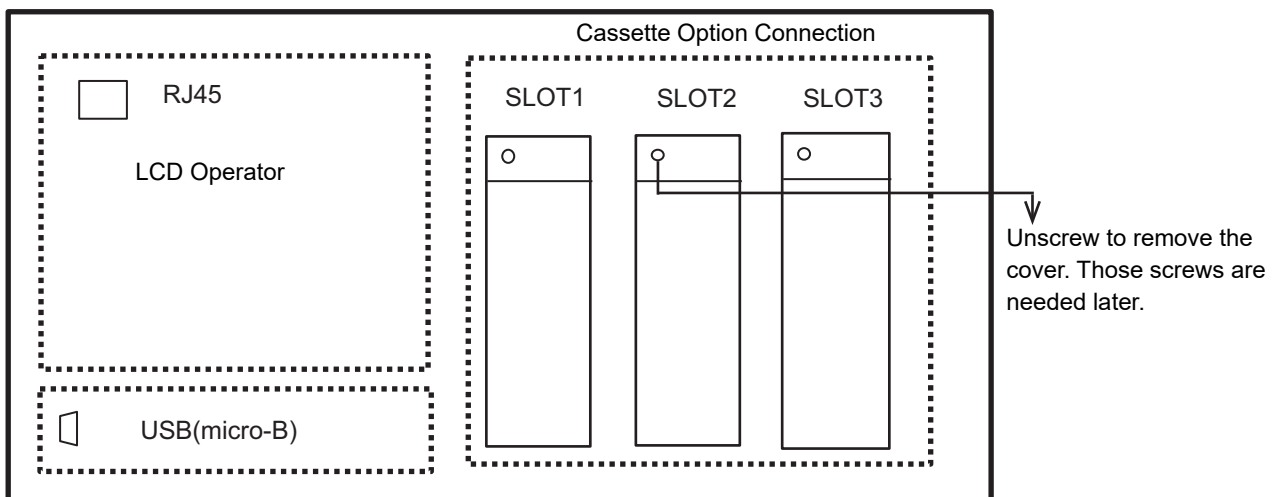 Cassette Option Connection
RJ45
LCD Operator
USB(micro-B)
SLOT1
SLOT2
SLOT3
Unscrew to remove the
cover. Those screws are
needed later.